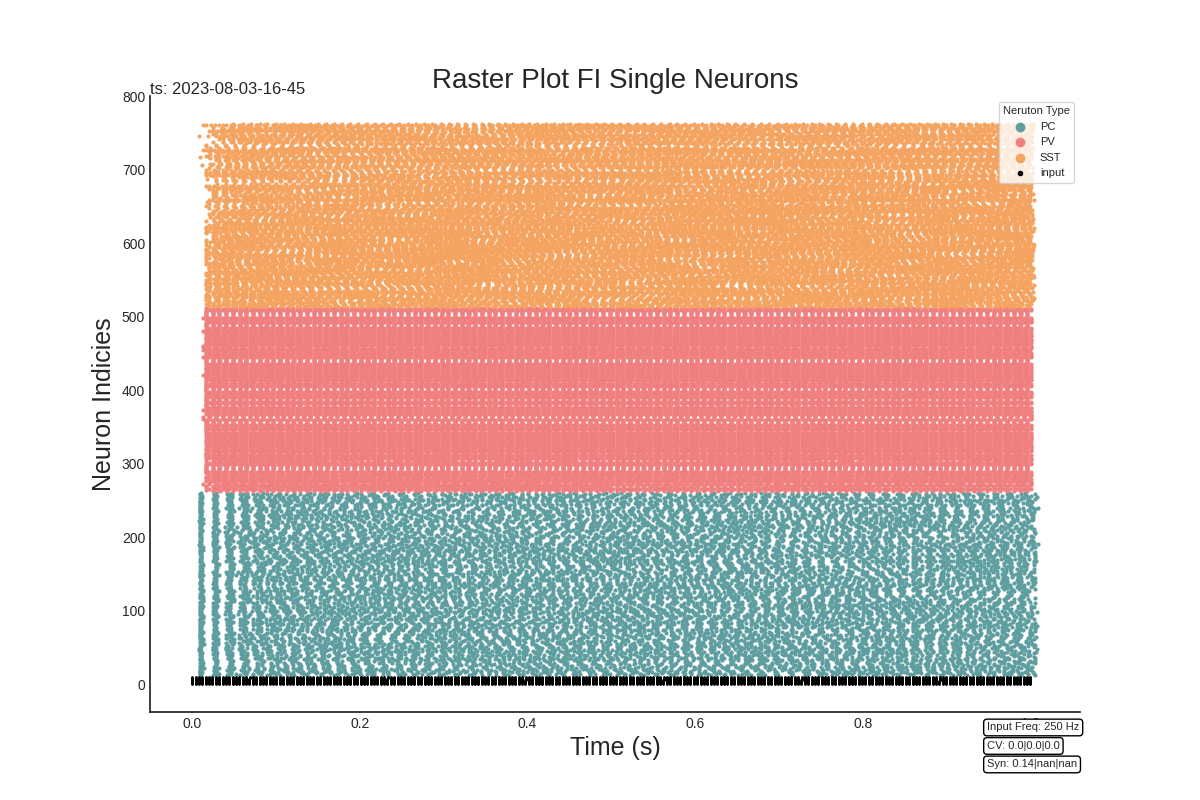 Raster Plot FI Single Neurons
ts: 2023-08-03-16-45
Neruton Type
PC
PV
SST
input
Neuron Indicies
800
700
600
500
400
300
200
100
0
0.0
0.2
0.4
0.6
0.8
Time (s)
Input Freq: 250 Hz
CV: 0.0|0.0|0.0
Syn: 0.14|nan|nan